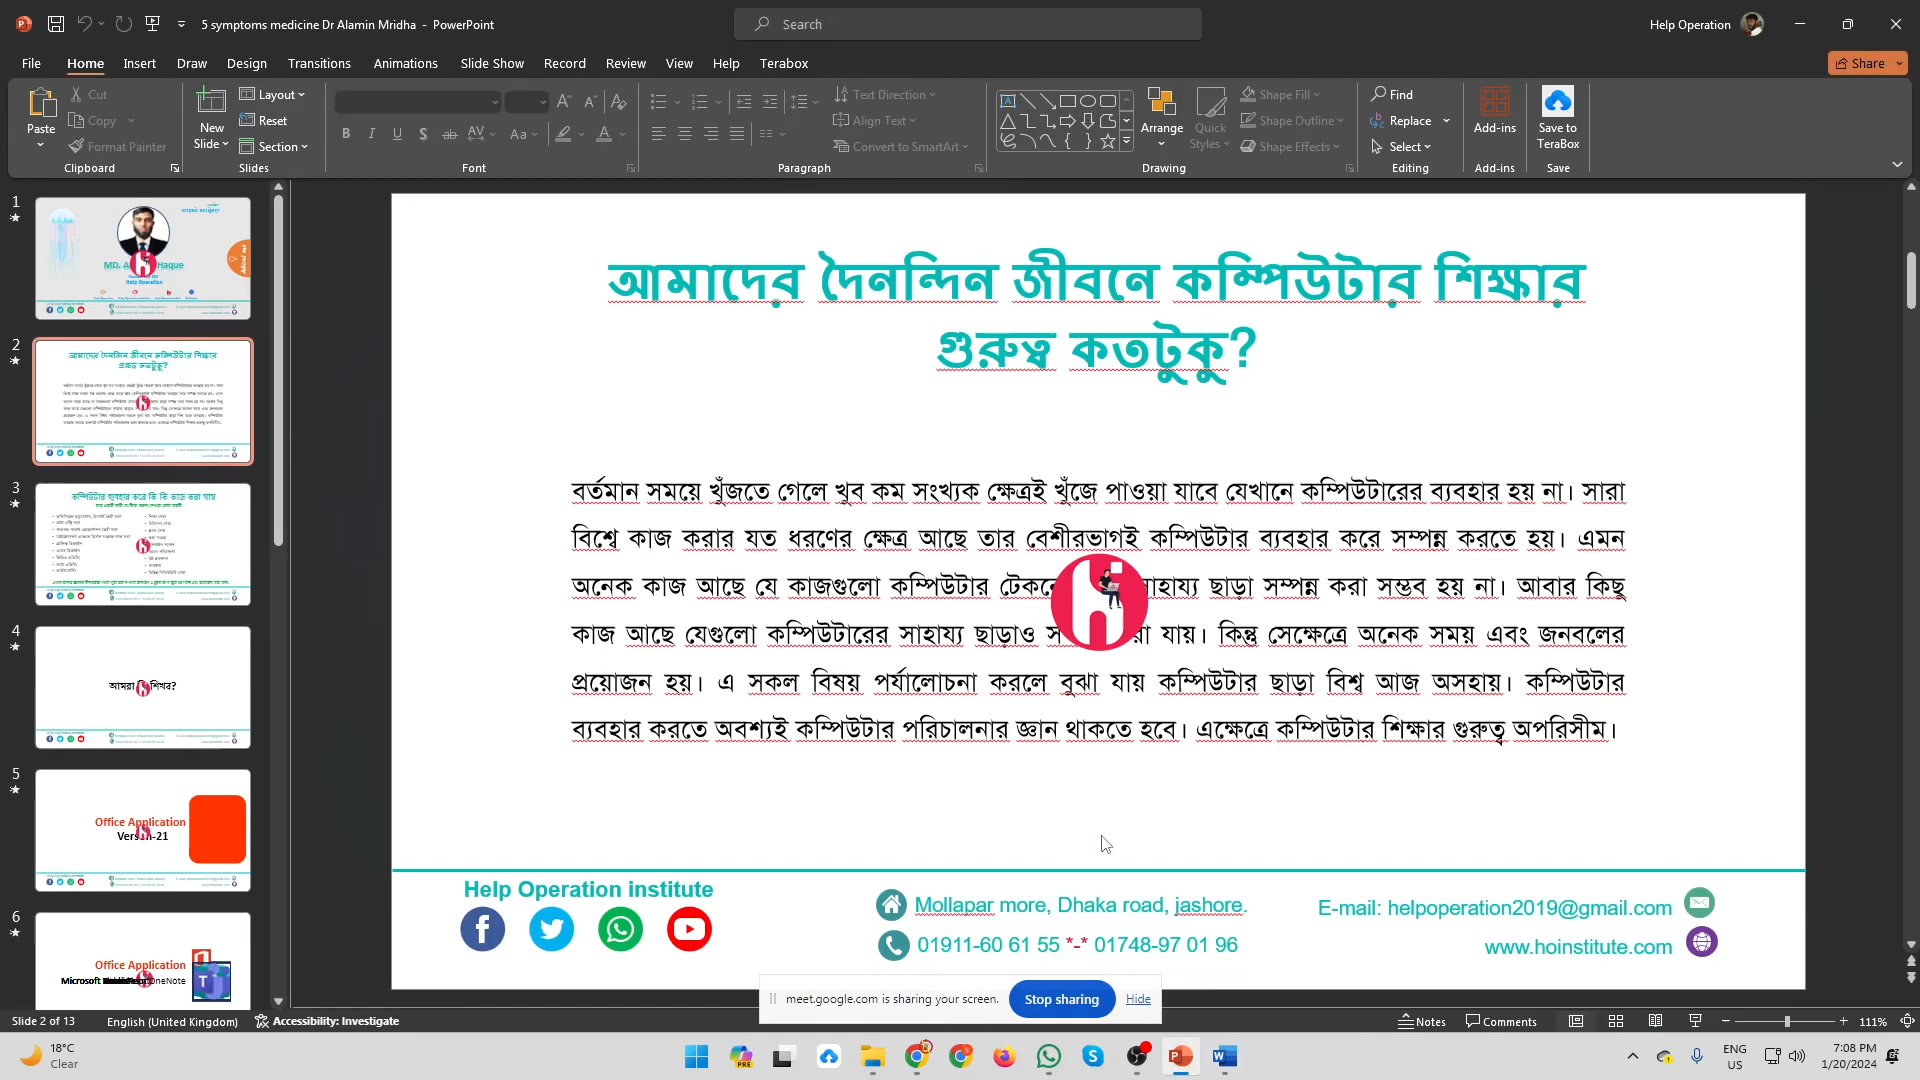 5 symptoms medicine Dr Alamin Mridha - PowerPoint
Search
Help Operation
File Home Insert Draw Design Transitions Animations Slide Show Record Review View Help Terabox
Share
Paste
Cut
Copy
Format Painter
Clipboard
New Slide
Layout
Reset
Section
Slides
Font
Text Direction
Align Text
Convert to SmartArt
Paragraph
Arrange
Quick Styles
Shape Fill
Shape Outline
Shape Effects
Drawing
Find
Replace
Select
Editing
Add-ins
Add-ins
Save to TeraBox
Save
1
2
3
কম্পিউটার ব্যবহার করে কি কি কাজ করা যায়
4
আমরা
শিখব?
5
Office Application
6
Office Application
আমাদের দৈনন্দিন জীবনে কম্পিউটার শিক্ষার
গুরুত্ব কতটুকু?
বর্তমান সময়ে খুঁজতে গেলে খুব কম সংখ্যক ক্ষেত্রই খুঁজে পাওয়া যাবে যেখানে কম্পিউটারের ব্যবহার হয় না। সারা
বিশ্বে কাজ করার যত ধরণের ক্ষেত্র আছে তার বেশীরভাগই কম্পিউটার ব্যবহার করে সম্পন্ন করতে হয়। এমন
অনেক কাজ আছে যে কাজগুলো কম্পিউটার সাহায্য ছাড়া সম্পন্ন করা সম্ভব হয় না। আবার কিছু
কাজ আছে যেগুলো কম্পিউটারের সাহায্য ছাড়াও যায়। কিন্তু সেক্ষেত্রে অনেক সময় এবং জনবলের
প্রয়োজন হয়। এ সকল বিষয় পর্যালোচনা করলে বুঝা যায় কম্পিউটার ছাড়া বিশ্ব আজ অসহায়। কম্পিউটার
ব্যবহার করতে অবশ্যই কম্পিউটার পরিচালনার জ্ঞান থাকতে হবে। এক্ষেত্রে কম্পিউটার শিক্ষার গুরুত্ব অপরিসীম।
Help Operation institute
Mollapar more, Dhaka road, jashore.
01911-60 61 55 *-* 01748-97 01 96
E-mail: helpoperation2019@gmail.com
www.hoinstitute.com
meet.google.com is sharing your screen.
Stop sharing
Hide
Slide 2 of 13
English (United Kingdom)
Accessibility: Investigate
Notes
Comments
111%
18°C
Clear
ENG
US
7:08 PM
1/20/2024